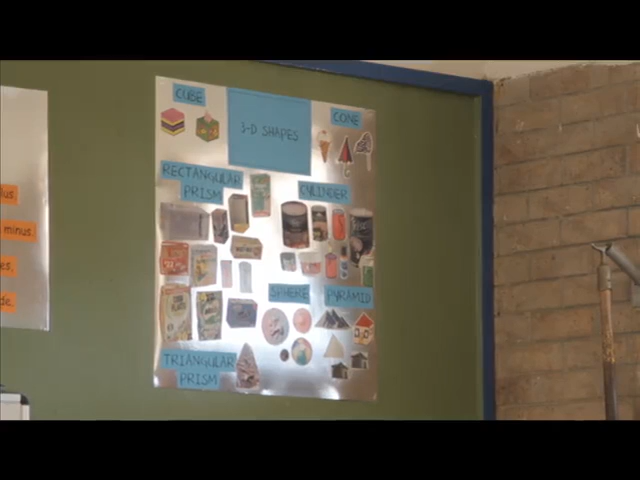 CUBE
3-D SHAPES
CONE
RECTANGULAR
PRISM
CYLINDER
SPHERE
PYRAMID
TRIANGULAR
PRISM
minus.